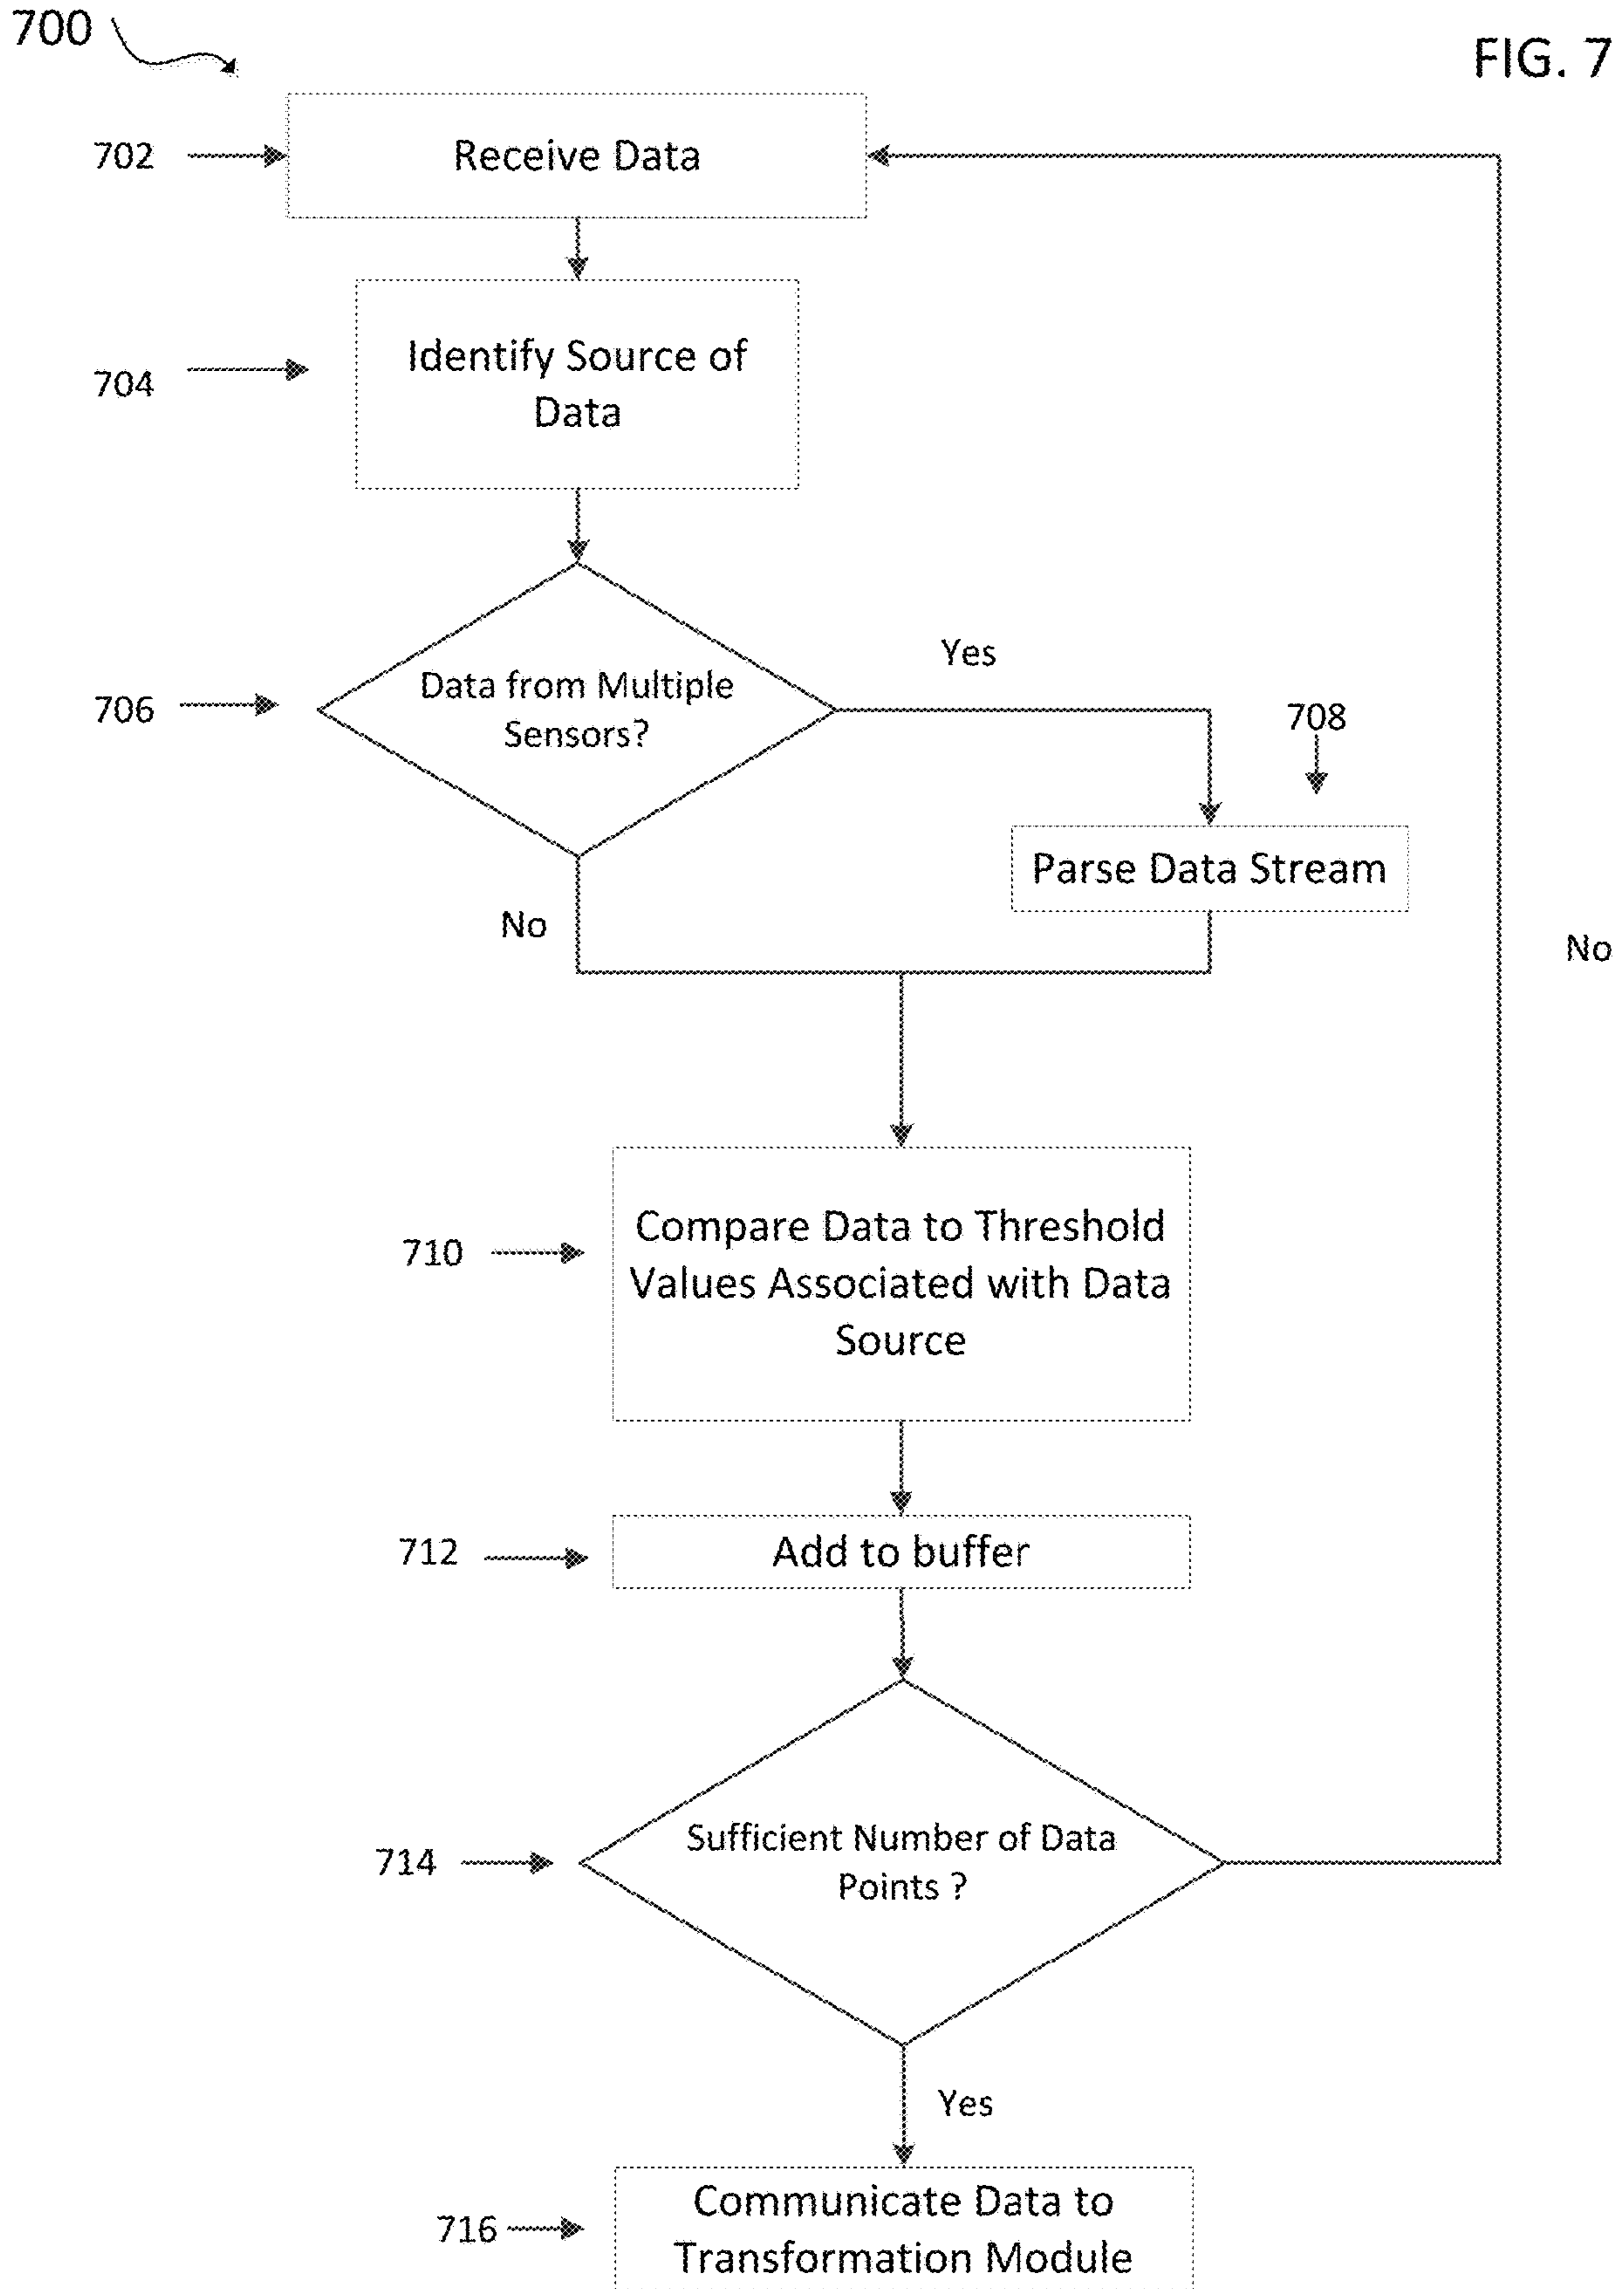 700
FIG. 7
702
Receive Data
704
Identify Source of
Data
706
Data from Multiple
Sensors?
Yes
708
Parse Data Stream
No
No
710
Compare Data to Threshold
Values Associated with Data
Source
712
Add to buffer
714
Sufficient Number of Data
Points ?
Yes
716
Communicate Data to
Transformation Module